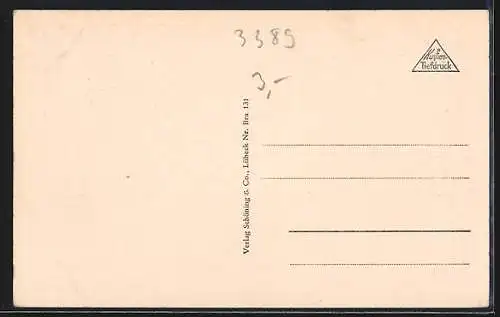 3389
3,-
Kupfer-
Tiefdruck
Verlag Schöning & Co., Lübeck Nr. Bra 131